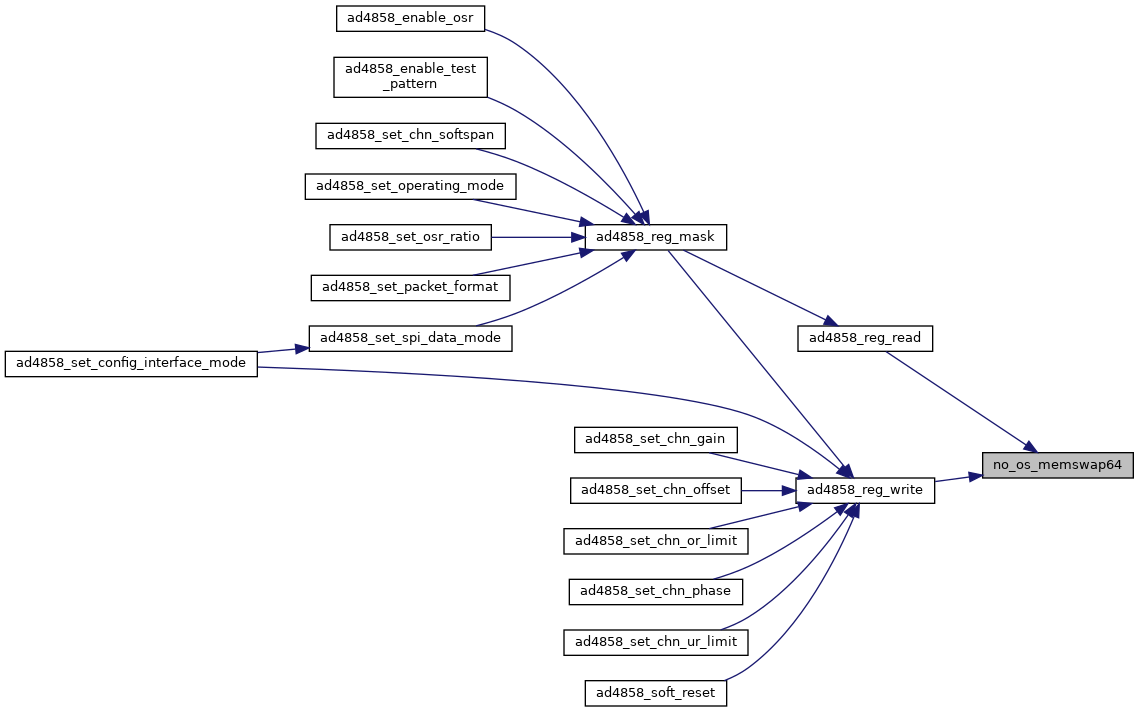 ad4858_enable_osr
ad4858_enable_test
_pattern
ad4858_set_chn_softspan
ad4858_set_operating_mode
ad4858_set_osr_ratio
ad4858_reg_mask
ad4858_set_packet_format
ad4858_set_spi_data_mode
ad4858_reg_read
ad4858_set_config_interface_mode
ad4858_set_chn_gain
no_os_memswap64
ad4858_set_chn_offset
ad4858_reg_write
ad4858_set_chn_or_limit
ad4858_set_chn_phase
ad4858_set_chn_ur_limit
ad4858_soft_reset